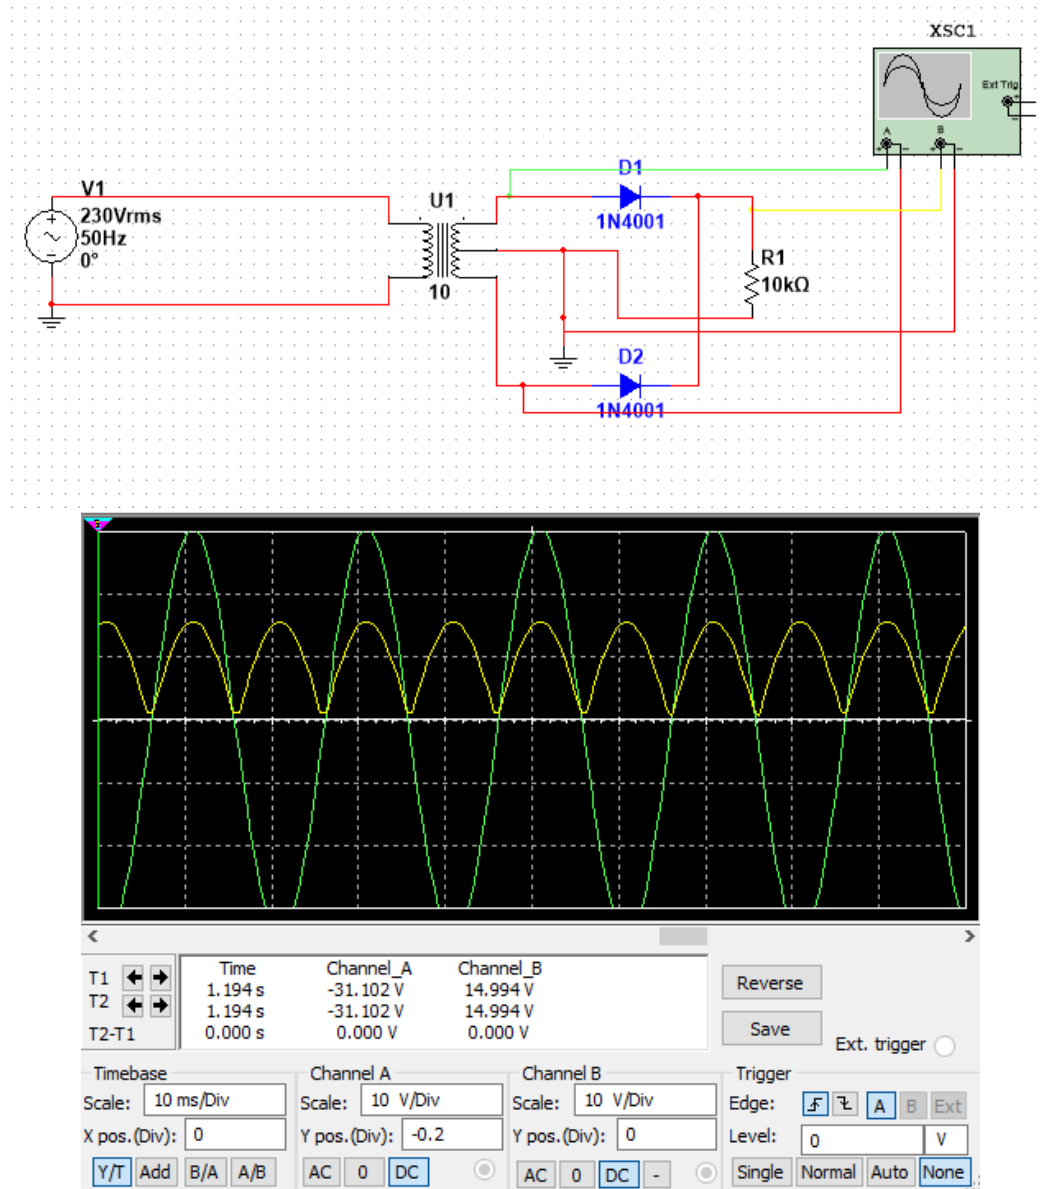 XSC1
Ext Trig
+
A
B
+ - + -
D1
V1
230Vrms
50Hz
0°
U1
1N4001
R1
10kΩ
10
D2
1N4001
Time Channel_A Channel_B
T1 1.194 s -31.102 V 14.994 V
T2 1.194 s -31.102 V 14.994 V
T2-T1 0.000 s 0.000 V 0.000 V
Reverse
Save
Ext. trigger
Timebase Channel A Channel B Trigger
Scale: 10 ms/Div Scale: 10 V/Div Scale: 10 V/Div Edge: A B Ext
X pos.(Div): 0 Y pos.(Div): -0.2 Y pos.(Div): 0 Level: 0 V
Y/T Add B/A A/B AC 0 DC AC 0 DC - Single Normal Auto None